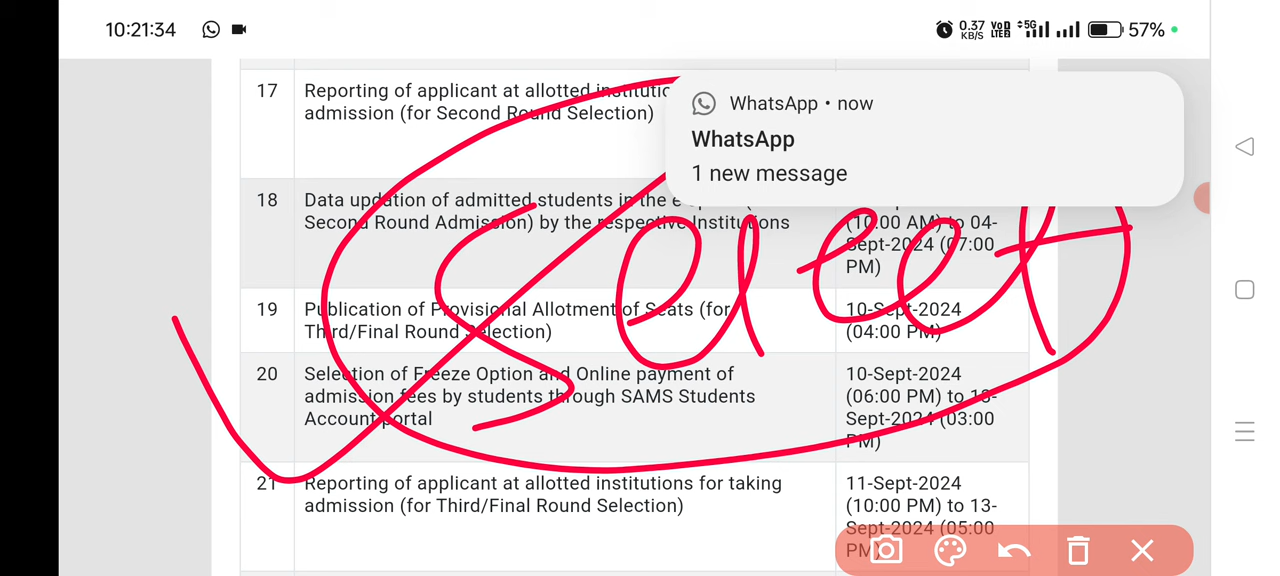 10:21:34
0.37 KB/S
VoD LTE
5G
57%
WhatsApp • now
WhatsApp
1 new message
17
Reporting of applicant at allotted
admission (for Second Round Selection)
18
Data updation of admitted students in the
Second Round Admission) by the respective Institutions
(10:00 AM) to 04-
Sept-2024 (07:00
PM)
19
Publication of Provisional Allotment of Seats (for
Third/Final Round Selection)
10-Sept-2024
(04:00 PM)
20
Selection of Freeze Option and Online payment of
admission fees by students through SAMS Students
Account portal
10-Sept-2024
(06:00 PM) to
Sept-2024 (03:00
PM)
21
Reporting of applicant at allotted institutions for taking
admission (for Third/Final Round Selection)
11-Sept-2024
(10:00 PM) to 13-
Sept-2024 (05:00
PM)
Select